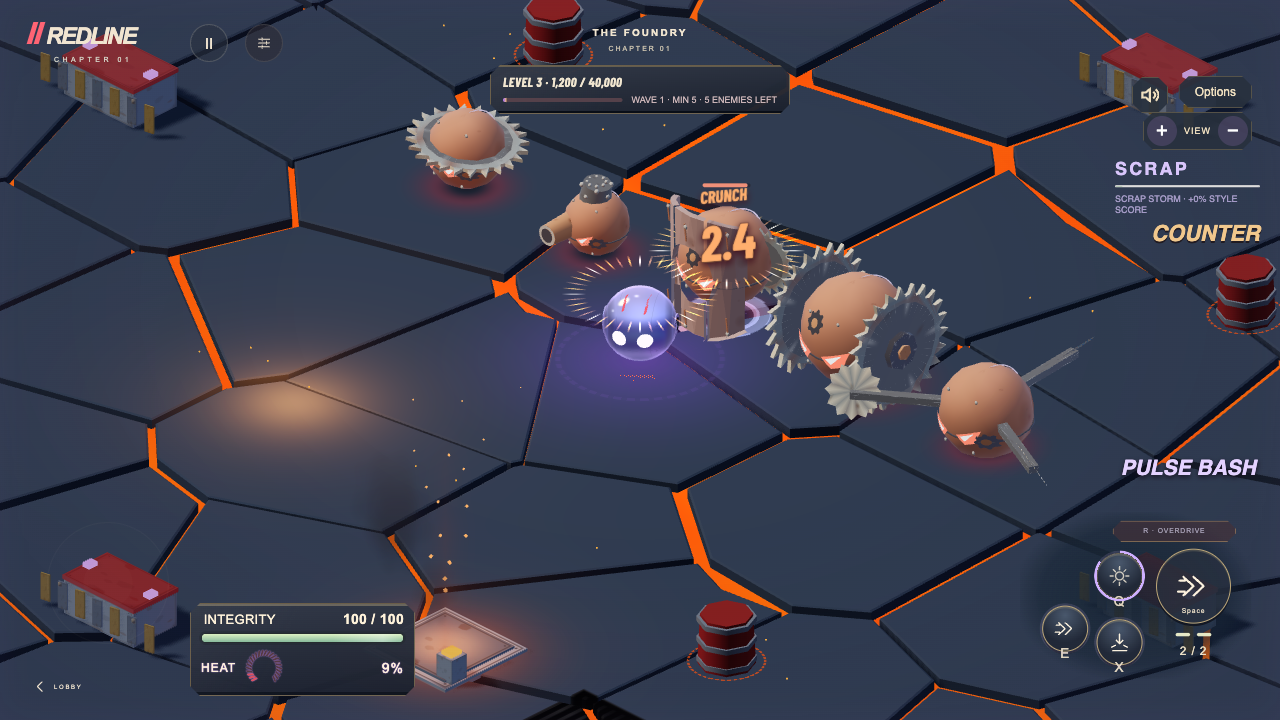 REDLINE
CHAPTER 01
THE FOUNDRY
CHAPTER 01
LEVEL 3 · 1,200 / 40,000
WAVE 1 · MIN 5 · 5 ENEMIES LEFT
Options
+ VIEW −
SCRAP
SCRAP STORM · +0% STYLE
SCORE
COUNTER
CRUNCH
2.4
PULSE BASH
R · OVERDRIVE
Q
Space
E
X
2 / 2
INTEGRITY 100 / 100
HEAT 9%
LOBBY